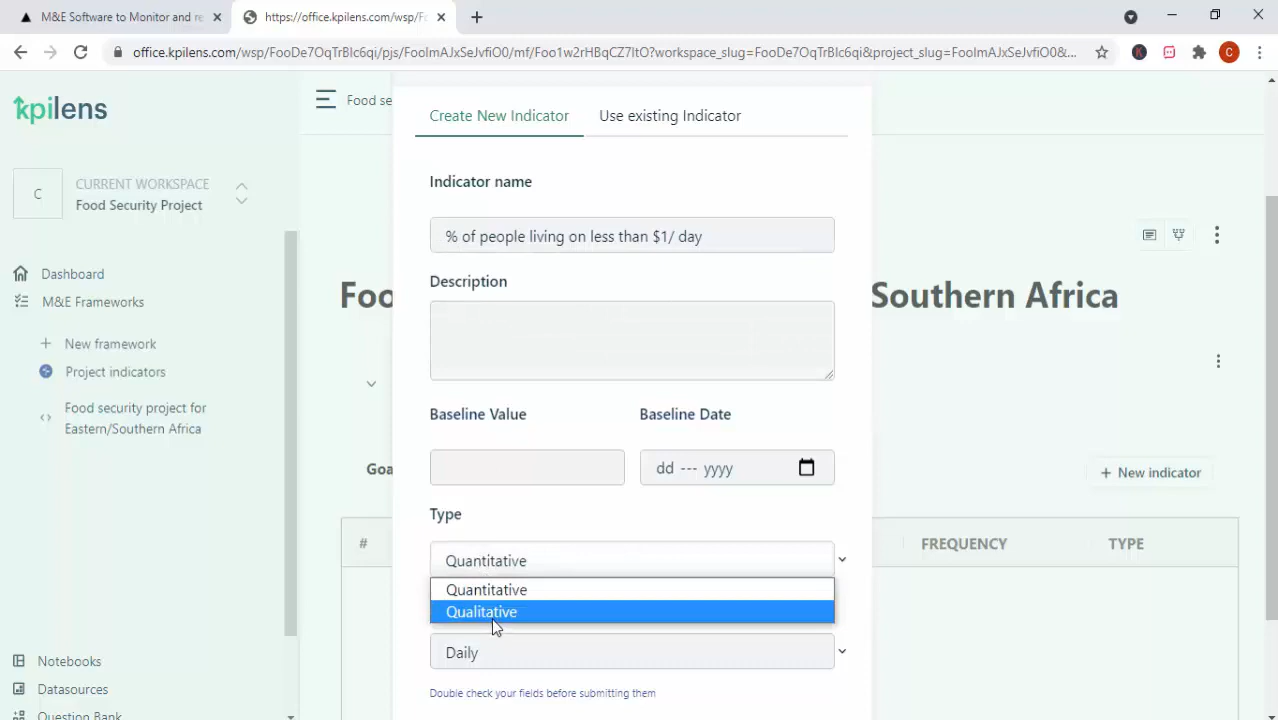 M&E Software to Monitor and re
https://office.kpilens.com/wsp/Fo
office.kpilens.com/wsp/FooDe7OqTrBlc6qi/pjs/FoolmAJxSeJvfiO0/mf/Foo1w2rHBqCZ7ItO?workspace_slug=FooDe7OqTrBlc6qi&project_slug=FoolmAJxSeJvfiO0&...
K
C
kpilens
Food se
C
CURRENT WORKSPACE
Food Security Project
Dashboard
M&E Frameworks
New framework
Project indicators
Food security project for
Eastern/Southern Africa
Notebooks
Datasources
Question Bank
Create New Indicator
Use existing Indicator
Indicator name
% of people living on less than $1/ day
Description
Baseline Value
Baseline Date
dd --- yyyy
Type
Quantitative
Quantitative
Qualitative
Daily
Double check your fields before submitting them
Foo
Southern Africa
Goa
+ New indicator
#
FREQUENCY
TYPE